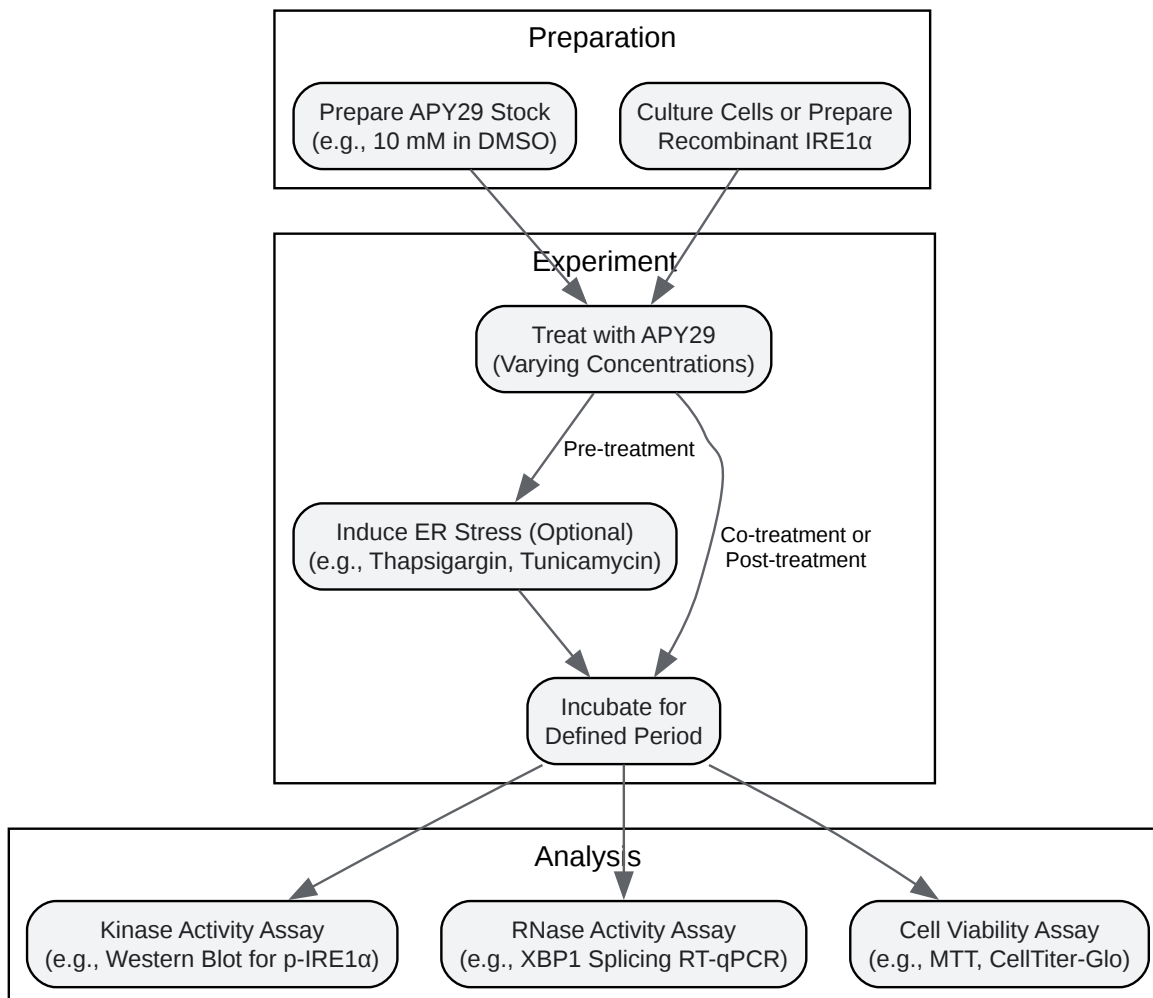 Preparation
Prepare APY29 Stock
(e.g., 10 mM in DMSO)
Culture Cells or Prepare
Recombinant IRE1α
Experiment
Treat with APY29
(Varying Concentrations)
Pre-treatment
Induce ER Stress (Optional)
(e.g., Thapsigargin, Tunicamycin)
Co-treatment or
Post-treatment
Incubate for
Defined Period
Analysis
Kinase Activity Assay
(e.g., Western Blot for p-IRE1α)
RNase Activity Assay
(e.g., XBP1 Splicing RT-qPCR)
Cell Viability Assay
(e.g., MTT, CellTiter-Glo)